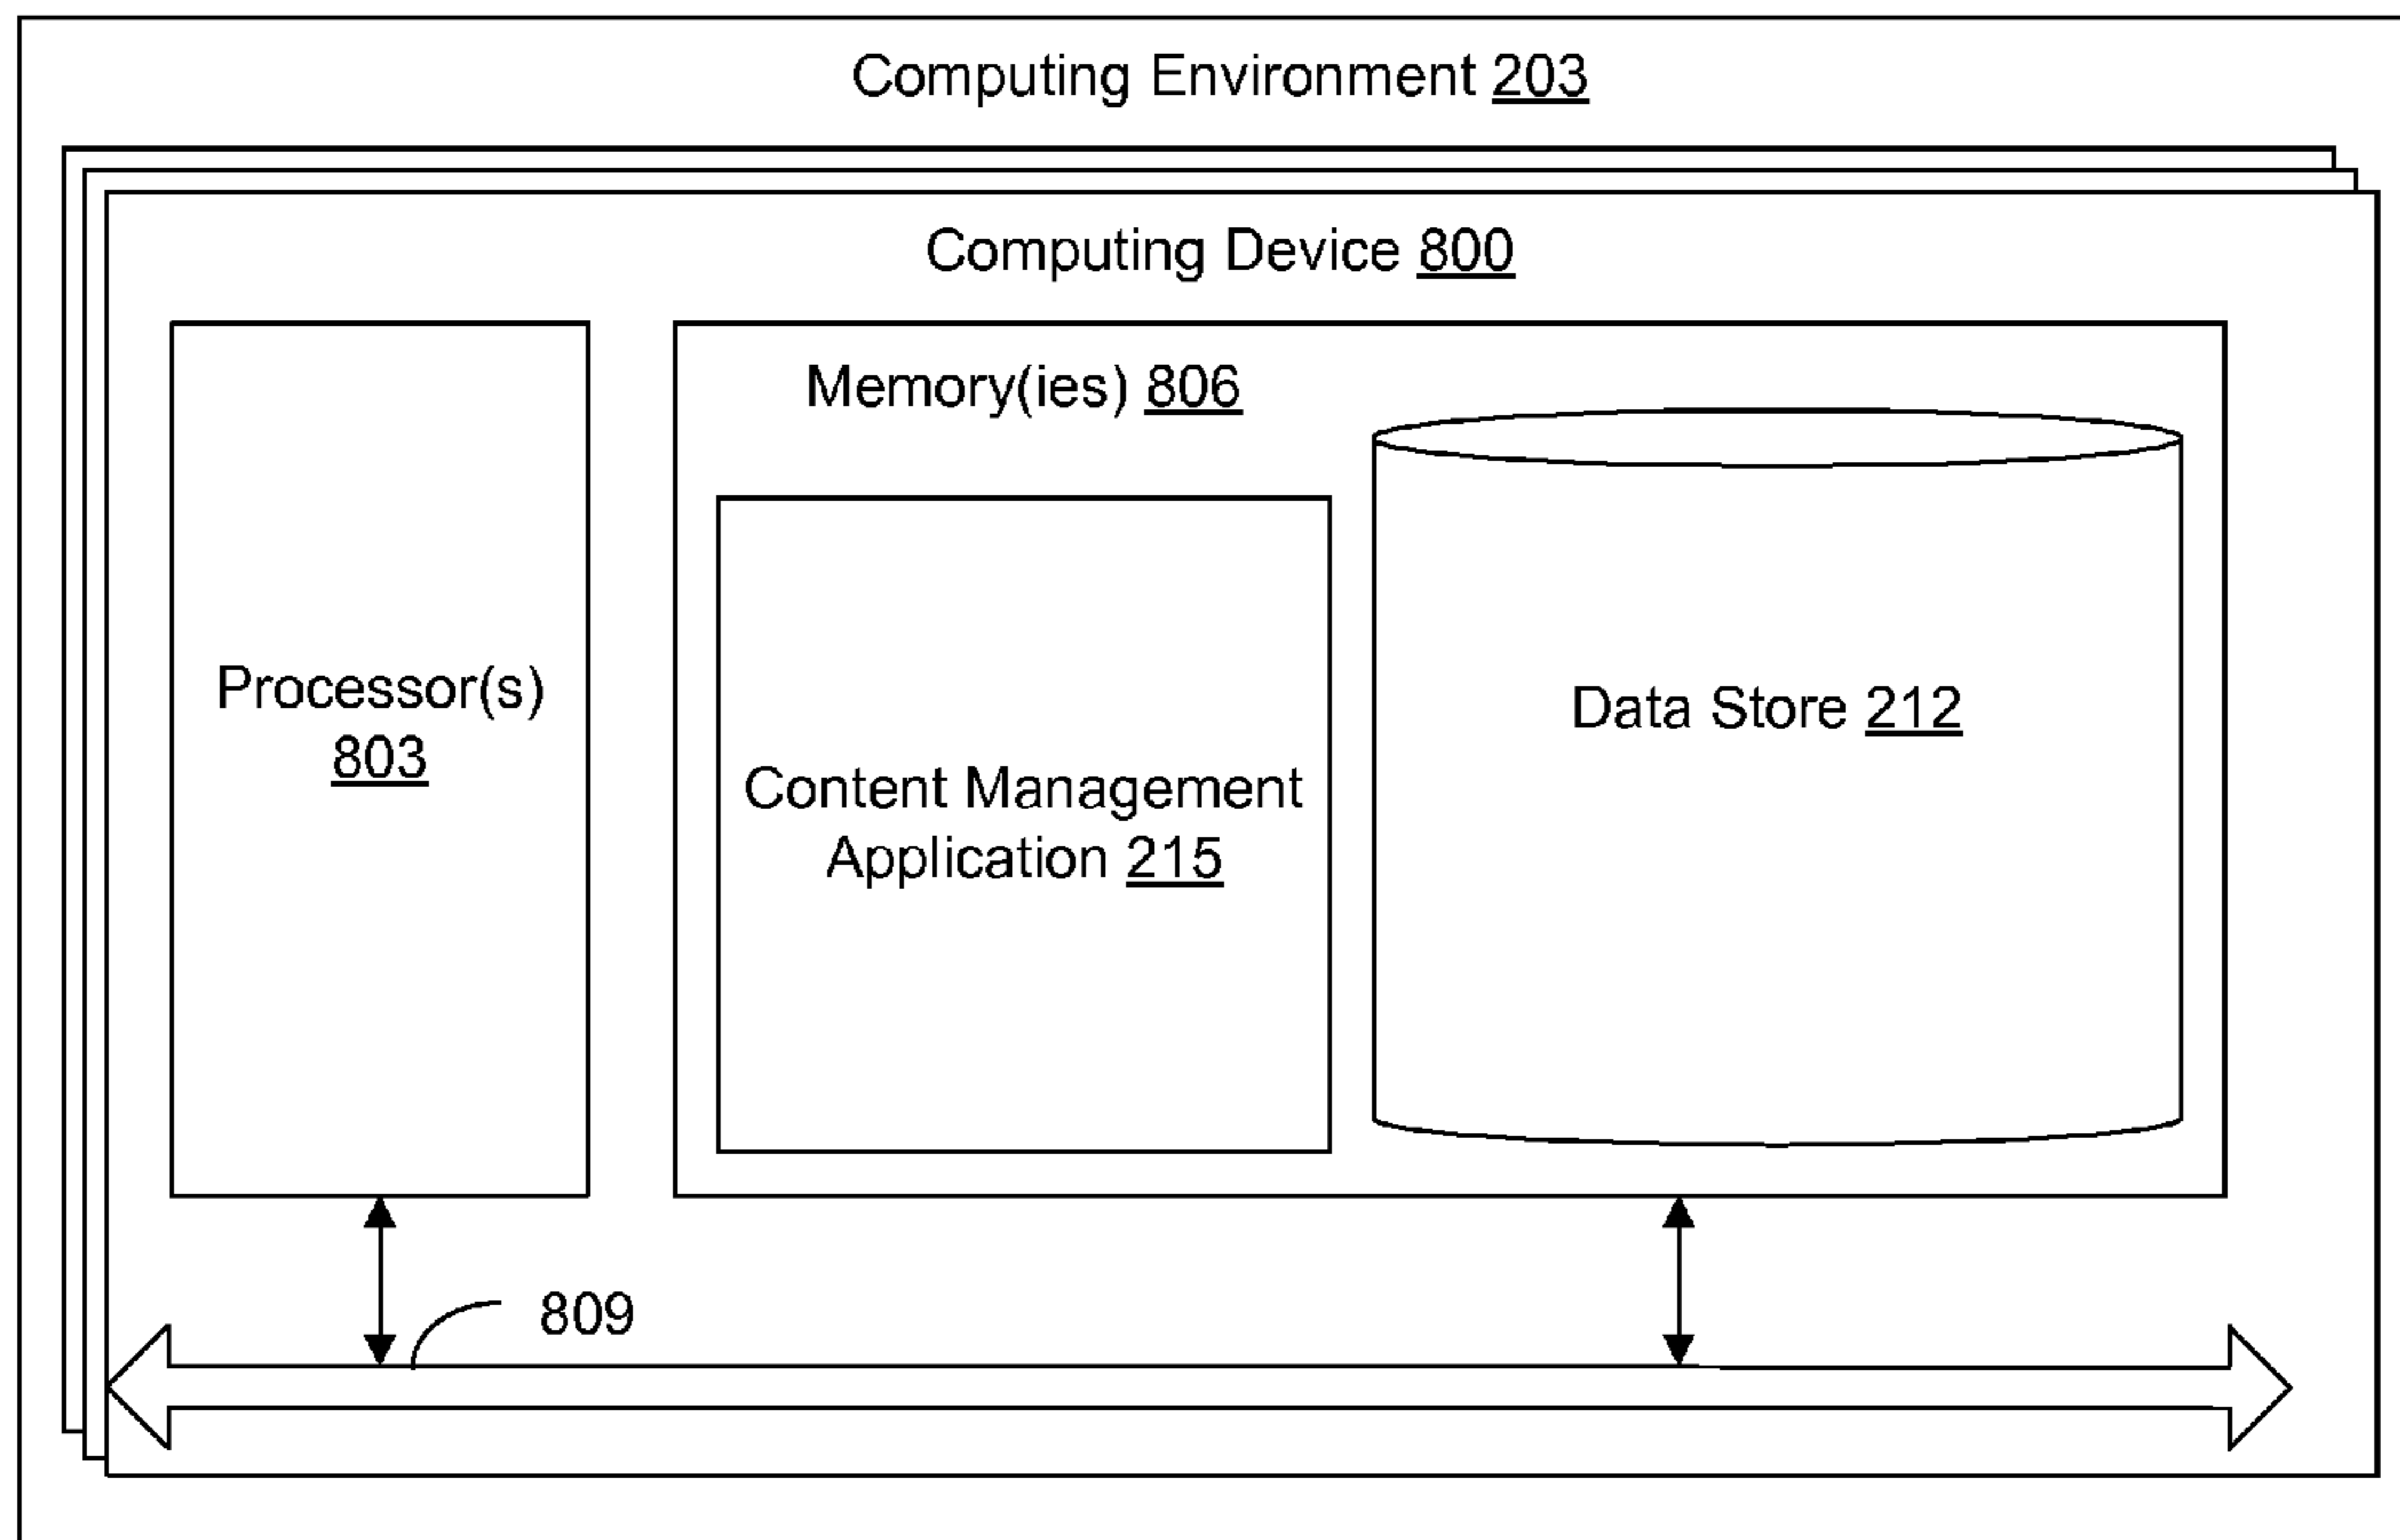 Computing Environment 203
Computing Device 800
Memory(ies) 806
Processor(s)
803
Content Management
Application 215
Data Store 212
809